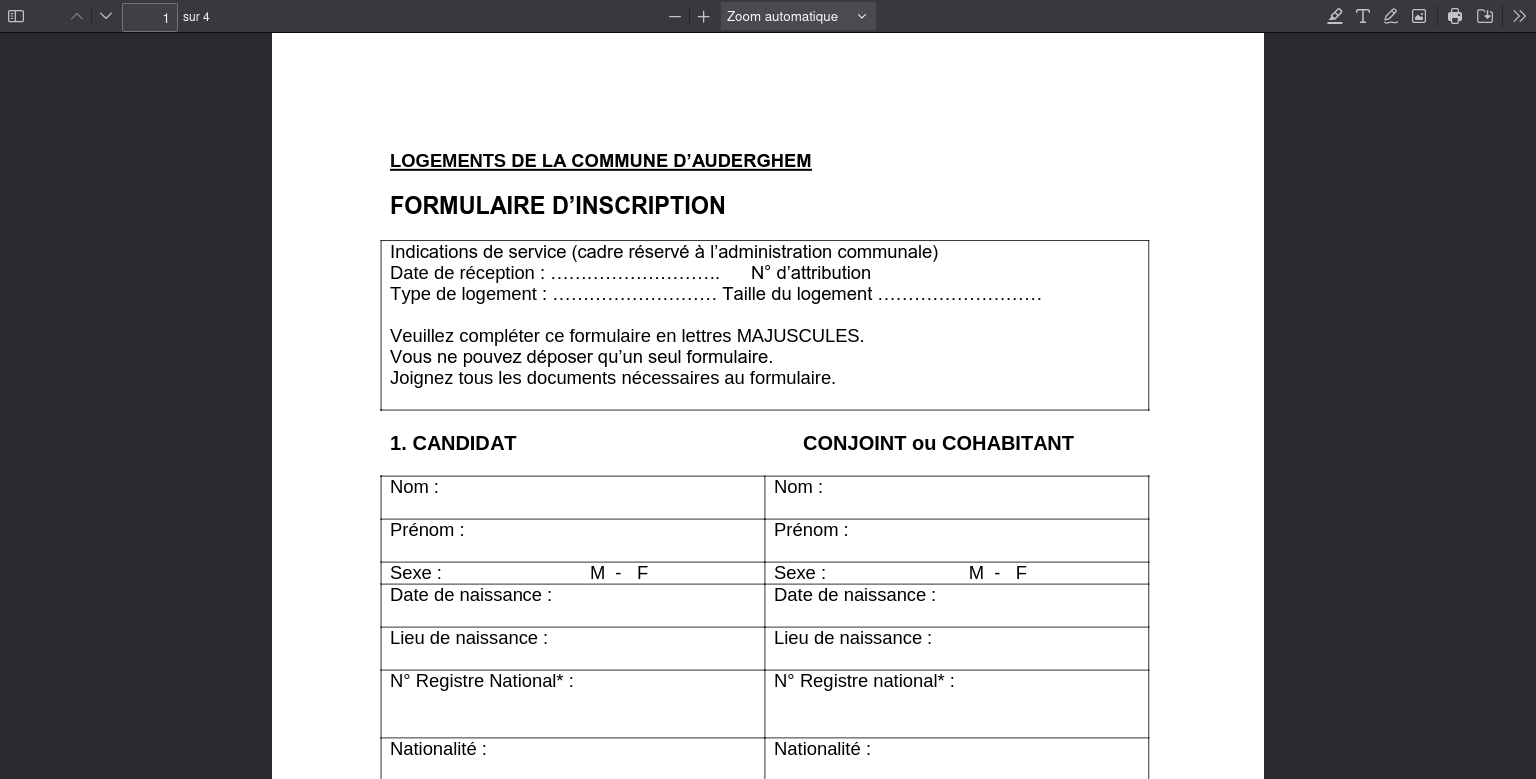 1 sur 4 Zoom automatique
LOGEMENTS DE LA COMMUNE D’AUDERGHEM
FORMULAIRE D’INSCRIPTION
Indications de service (cadre réservé à l’administration communale)
Date de réception : ………………………. N° d’attribution
Type de logement : ……………………… Taille du logement ………………………
Veuillez compléter ce formulaire en lettres MAJUSCULES.
Vous ne pouvez déposer qu’un seul formulaire.
Joignez tous les documents nécessaires au formulaire.
1. CANDIDAT CONJOINT ou COHABITANT
Nom : Nom :
Prénom : Prénom :
Sexe : M - F Sexe : M - F
Date de naissance : Date de naissance :
Lieu de naissance : Lieu de naissance :
N° Registre National* : N° Registre national* :
Nationalité : Nationalité :